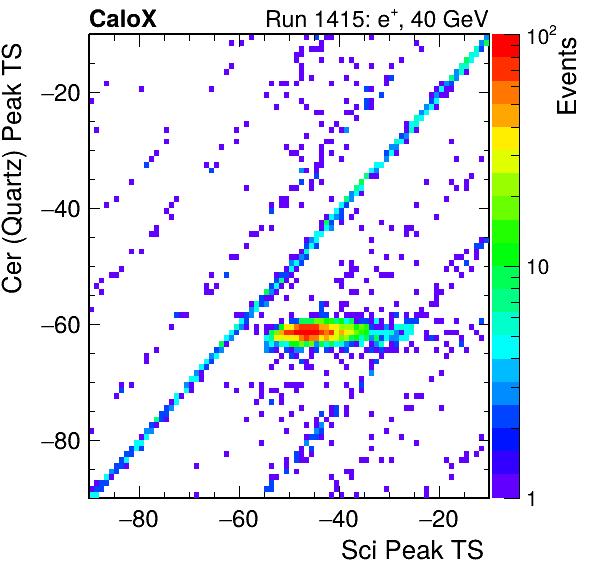 CaloX Run 1415: e⁺, 40 GeV
Cer (Quartz) Peak TS
Events
10²
10
1
−20
−40
−60
−80
−80 −60 −40 −20
Sci Peak TS